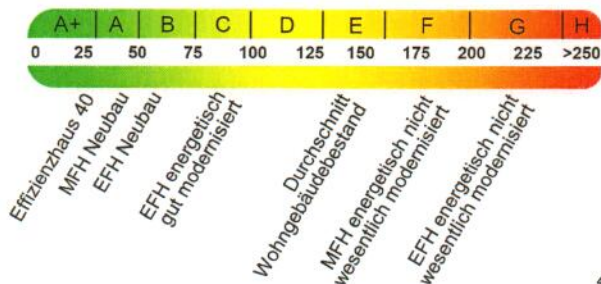 A+ A B C D E F G H
0 25 50 75 100 125 150 175 200 225 >250
Effizienzhaus 40
MFH Neubau
EFH Neubau
EFH energetisch
gut modernisiert
Durchschnitt
Wohngebäudebestand
MFH energetisch nicht
wesentlich modernisiert
EFH energetisch nicht
wesentlich modernisiert